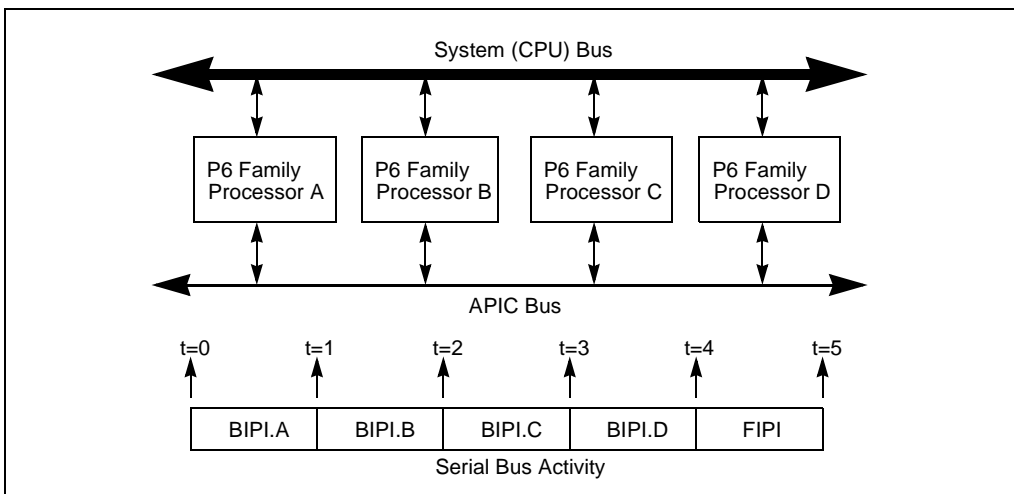 System (CPU) Bus
P6 Family
Processor A
P6 Family
Processor B
P6 Family
Processor C
P6 Family
Processor D
APIC Bus
t=0 t=1 t=2 t=3 t=4 t=5
BIPI.A BIPI.B BIPI.C BIPI.D FIPI
Serial Bus Activity